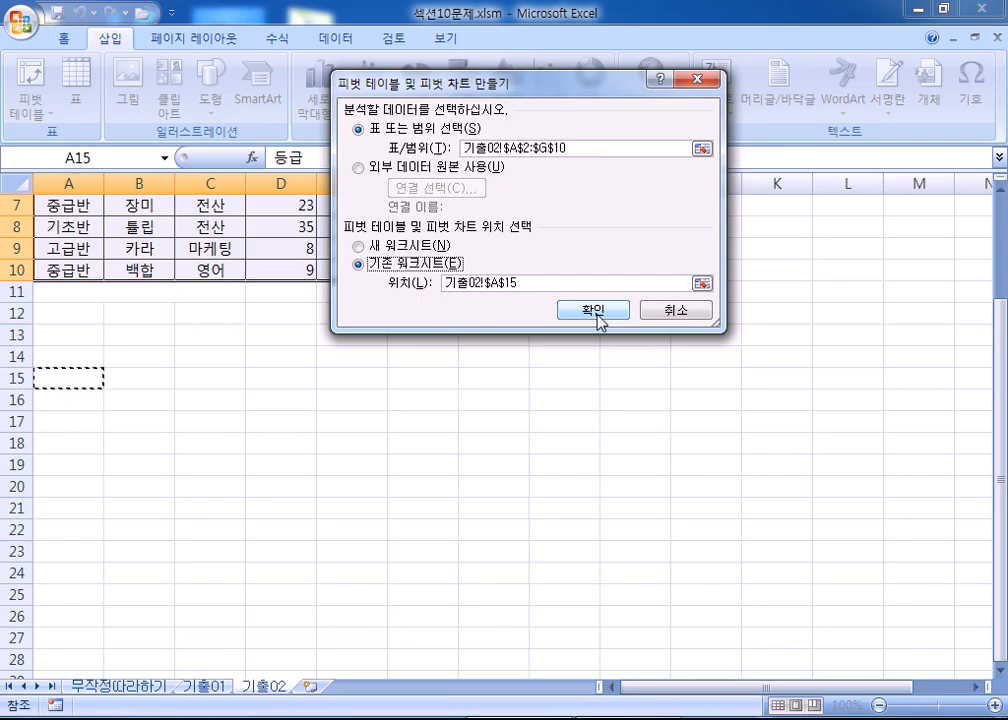 섹션10문제.xlsm - Microsoft Excel
홈 삽입 페이지 레이아웃 수식 데이터 검토 보기
피벗 테이블 표 그림 클립 아트 도형 SmartArt 세로 막대형 머리글/바닥글 WordArt 서명란 개체 기호
표 일러스트레이션 텍스트
A15 fx 등급
A B C D K L M N
7 중급반 장미 전산 23
8 기초반 튤립 전산 35
9 고급반 카라 마케팅 8
10 중급반 백합 영어 9
11
12
13
14
15
16
17
18
19
20
21
22
23
24
25
26
27
28
피벗 테이블 및 피벗 차트 만들기
분석할 데이터를 선택하십시오.
표 또는 범위 선택(S)
표/범위(T): 기출02!$A$2:$G$10
외부 데이터 원본 사용(U)
연결 선택(C)...
연결 이름:
피벗 테이블 및 피벗 차트 위치 선택
새 워크시트(N)
기존 워크시트(E)
위치(L): 기출02!$A$15
확인 취소
무작정따라하기 기출01 기출02
참조 100%